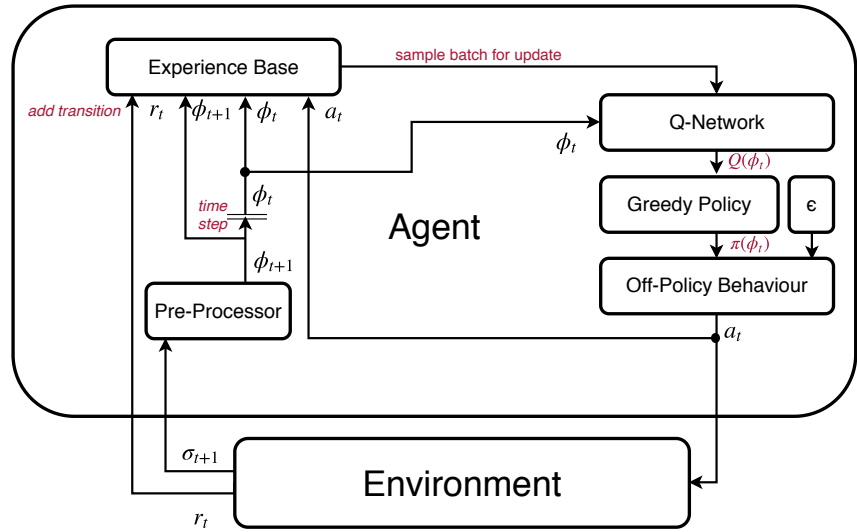 Experience Base
sample batch for update
add transition
r_t
ϕ_{t+1}
ϕ_t
a_t
Q-Network
ϕ_t
Q(ϕ_t)
ϕ_t
time
step
Agent
Greedy Policy
ϵ
π(ϕ_t)
ϕ_{t+1}
Off-Policy Behaviour
Pre-Processor
a_t
σ_{t+1}
Environment
r_t